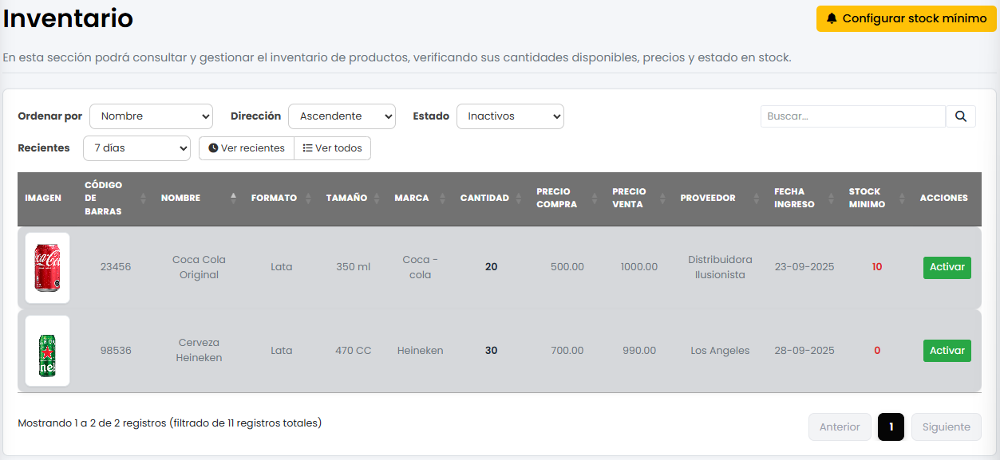 Inventario
Configurar stock mínimo
En esta sección podrá consultar y gestionar el inventario de productos, verificando sus cantidades disponibles, precios y estado en stock.
Ordenar por Nombre Dirección Ascendente Estado Inactivos Buscar...
Recientes 7 días Ver recientes Ver todos
IMAGEN CÓDIGO DE BARRAS NOMBRE FORMATO TAMAÑO MARCA CANTIDAD PRECIO COMPRA PRECIO VENTA PROVEEDOR FECHA INGRESO STOCK MINIMO ACCIONES
23456 Coca Cola Original Lata 350 ml Coca - cola 20 500.00 1000.00 Distribuidora Ilusionista 23-09-2025 10 Activar
98536 Cerveza Heineken Lata 470 CC Heineken 30 700.00 990.00 Los Angeles 28-09-2025 0 Activar
Mostrando 1 a 2 de 2 registros (filtrado de 11 registros totales)
Anterior 1 Siguiente